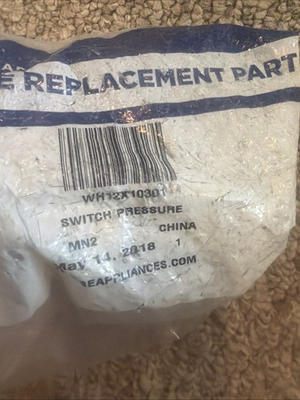 E REPLACEMENT PART
WH12X10301
SWITCH PRESSURE
MN2 CHINA
May 14, 2018 1
EAPPLIANCES.COM